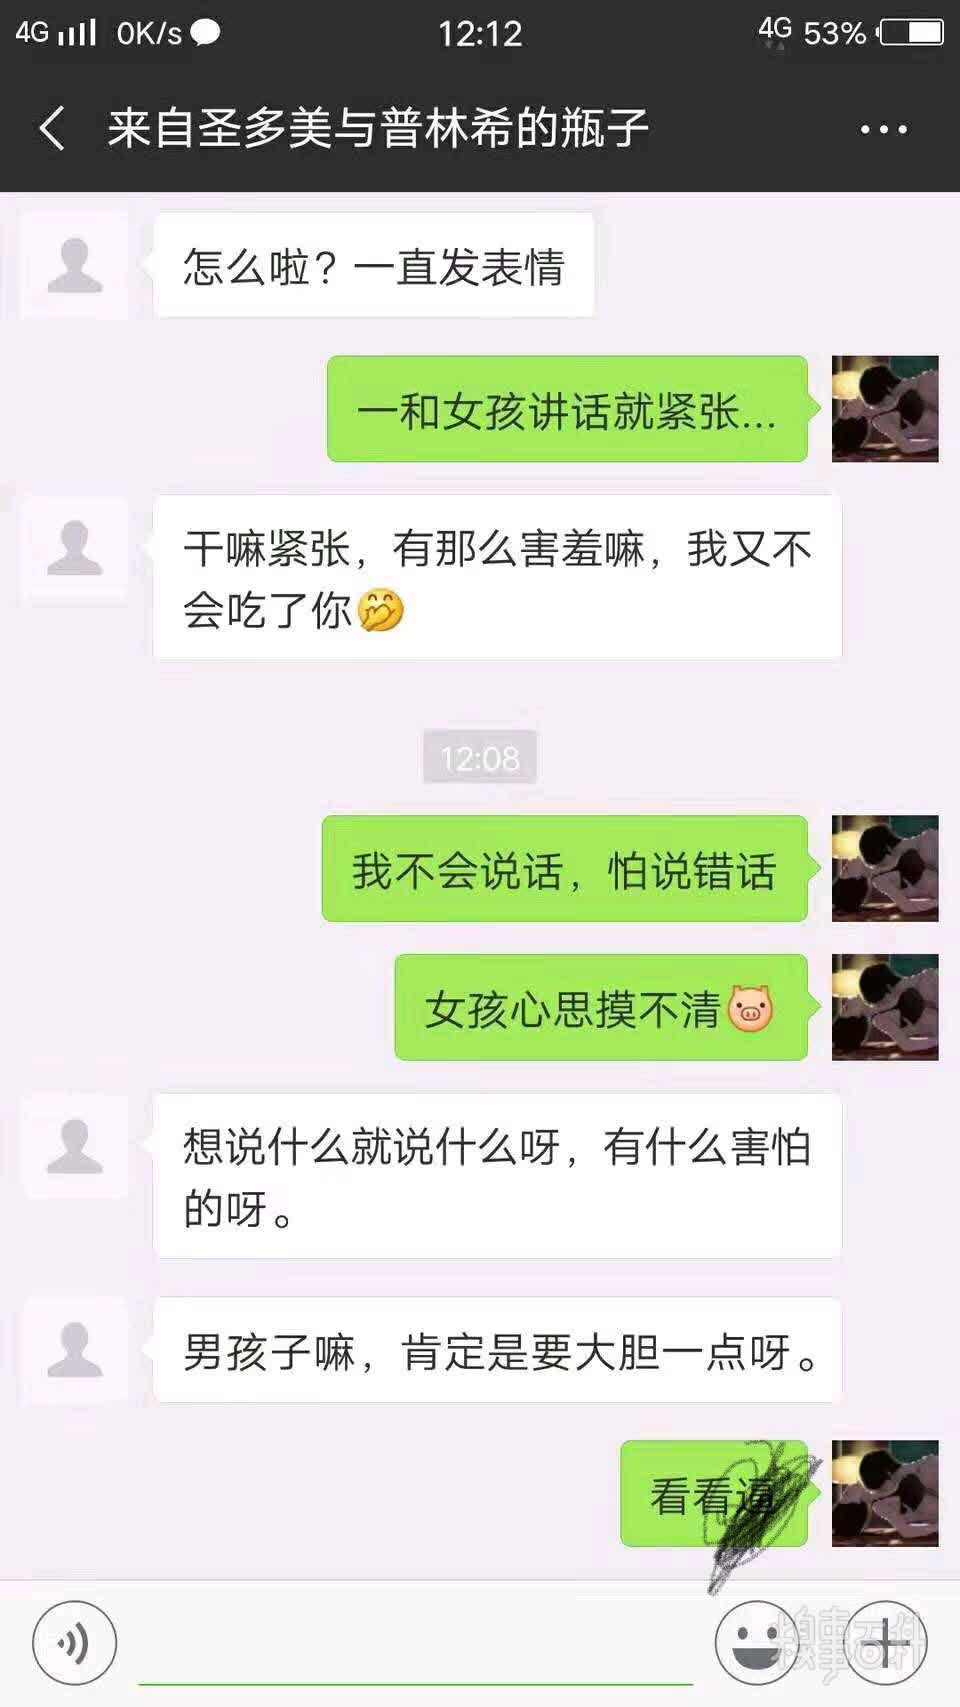 4G 0K/s 12:12 4G 53%
来自圣多美与普林希的瓶子
怎么啦？一直发表情
一和女孩讲话就紧张...
干嘛紧张，有那么害羞嘛，我又不
会吃了你🤭
12:08
我不会说话，怕说错话
女孩心思摸不清🐷
想说什么就说什么呀，有什么害怕
的呀。
男孩子嘛，肯定是要大胆一点呀。
看看逼
糗事百科